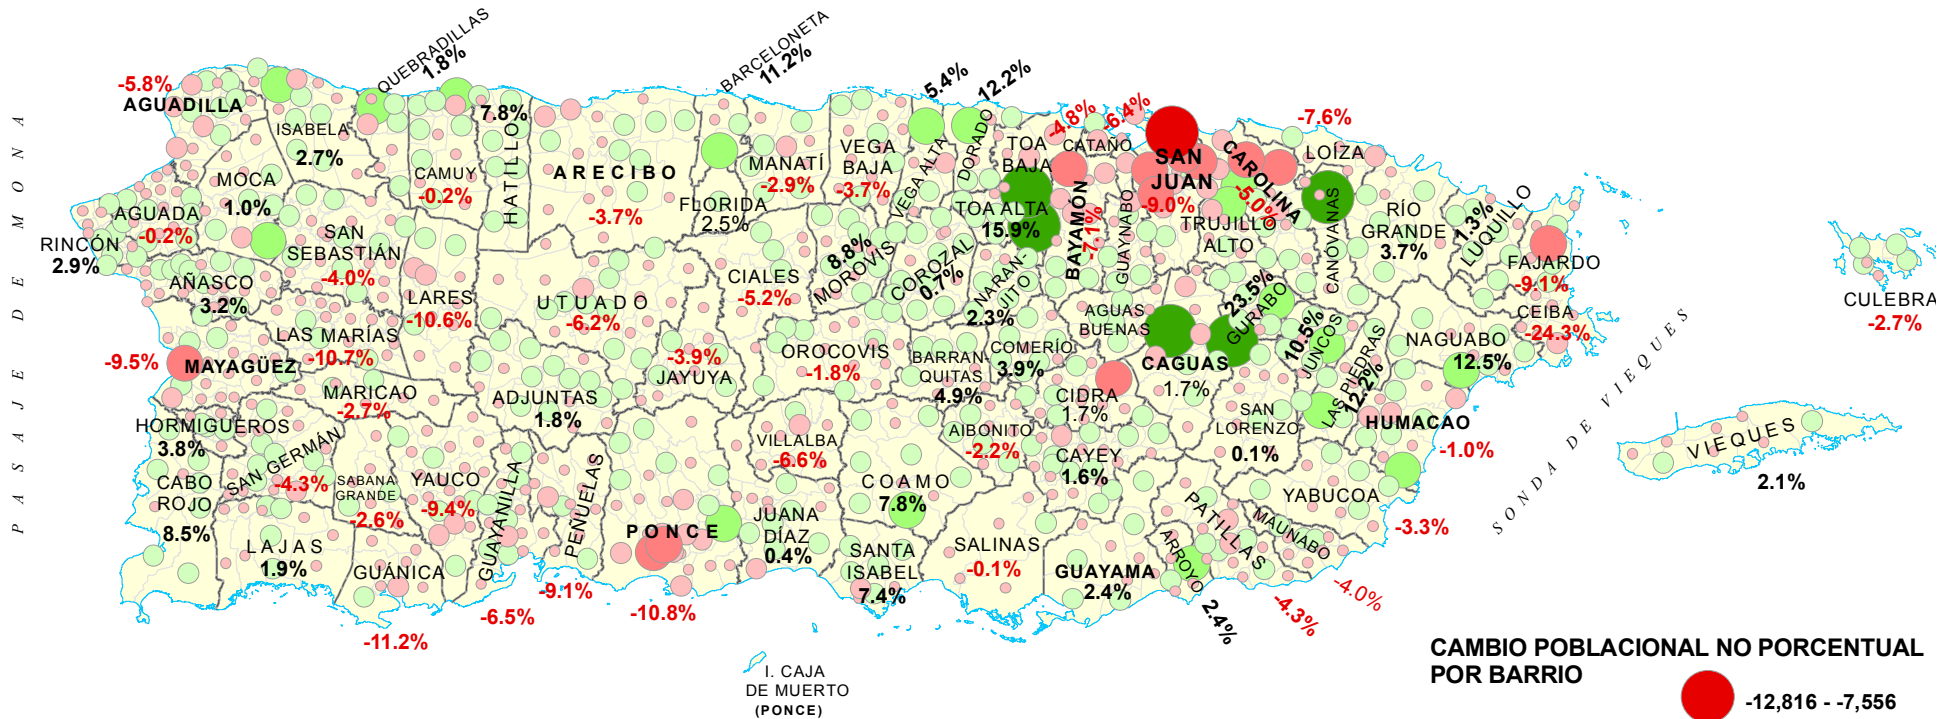 PASAJE DE MONA
-5.8%
AGUADILLA
ISABELA
2.7%
QUEBRADILLAS
1.8%
CAMUY
-0.2%
7.8%
HATILLO
ARECIBO
-3.7%
BARCELONETA
11.2%
FLORIDA
2.5%
MANATÍ
-2.9%
VEGA
BAJA
-3.7%
5.4%
VEGA ALTA
12.2%
DORADO
TOA
BAJA
-4.8%
TOA ALTA
15.9%
CATAÑO
-6.4%
BAYAMÓN
-7.1%
GUAYNABO
SAN
JUAN
-9.0%
CAROLINA
-5.0%
TRUJILLO
ALTO
-7.6%
LOÍZA
CANOVANAS
RÍO
GRANDE
3.7%
1.3%
LUQUILLO
FAJARDO
-9.1%
CEIBA
-24.3%
CULEBRA
-2.7%
MOCA
1.0%
AGUADA
-0.2%
RINCÓN
2.9%
AÑASCO
3.2%
SAN
SEBASTIÁN
-4.0%
LARES
-10.6%
UTUADO
-6.2%
CIALES
-5.2%
8.8%
MOROVIS
COROZAL
0.7%
NARAN-
JITO
2.3%
AGUAS
BUENAS
23.5%
GURABO
10.5%
JUNCOS
LAS PIEDRAS
12.2%
NAGUABO
12.5%
LAS MARÍAS
-10.7%
-9.5%
MAYAGÜEZ
MARICAO
-2.7%
ADJUNTAS
1.8%
-3.9%
JAYUYA
OROCOVIS
-1.8%
BARRAN-
QUITAS
4.9%
COMERÍO
3.9%
CIDRA
1.7%
CAGUAS
1.7%
SAN
LORENZO
0.1%
HUMACAO
-1.0%
HORMIGUEROS
3.8%
CABO
ROJO
8.5%
SAN GERMÁN
-4.3%
SABANA
GRANDE
-2.6%
YAUCO
-9.4%
GUAYANILLA
-6.5%
PEÑUELAS
-9.1%
PONCE
-10.8%
VILLALBA
-6.6%
JUANA
DÍAZ
0.4%
COAMO
7.8%
AIBONITO
-2.2%
CAYEY
1.6%
YABUCOA
-3.3%
LAJAS
1.9%
GUÁNICA
-11.2%
SANTA
ISABEL
7.4%
SALINAS
-0.1%
GUAYAMA
2.4%
ARROYO
2.4%
PATILLAS
-4.3%
MAUNABO
-4.0%
SONDA DE VIEQUES
VIEQUES
2.1%
I. CAJA
DE MUERTO
(PONCE)
CAMBIO POBLACIONAL NO PORCENTUAL
POR BARRIO
-12,816 - -7,556